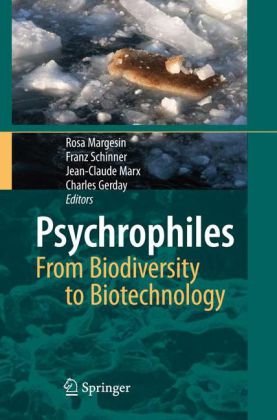 Rosa Margesin
Franz Schinner
Jean-Claude Marx
Charles Gerday
Editors
Psychrophiles
From Biodiversity
to Biotechnology
Springer